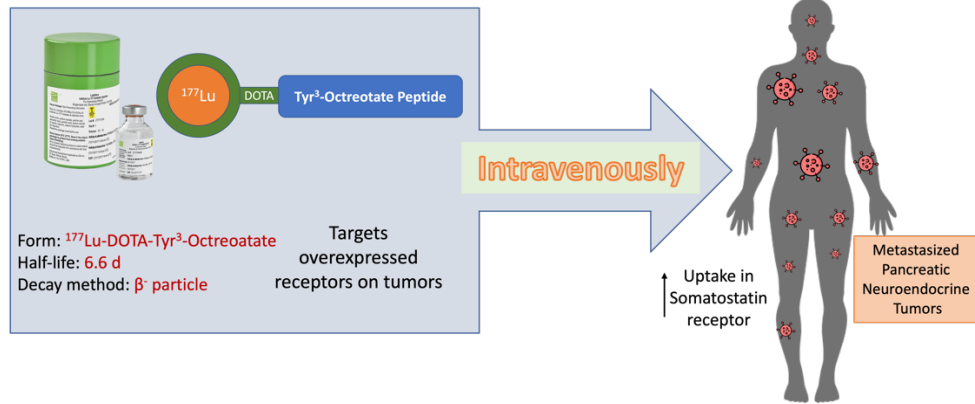 ¹⁷⁷Lu
DOTA
Tyr³-Octreotate Peptide
Intravenously
Form: ¹⁷⁷Lu-DOTA-Tyr³-Octreoatate
Half-life: 6.6 d
Decay method: β⁻ particle
Targets
overexpressed
receptors on tumors
Uptake in
Somatostatin
receptor
Metastasized
Pancreatic
Neuroendocrine
Tumors